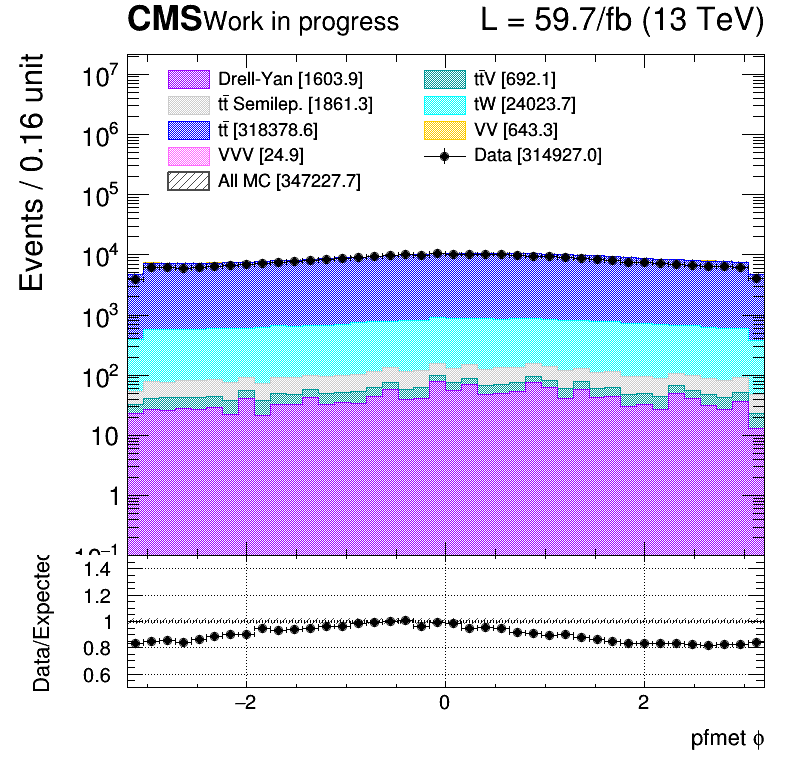 CMS Work in progress L = 59.7/fb (13 TeV)
Events / 0.16 unit
10⁷
10⁶
10⁵
10⁴
10³
10²
10
1
10⁻¹
Drell-Yan [1603.9]
tt̄V [692.1]
tt̄ Semilep. [1861.3]
tW [24023.7]
tt̄ [318378.6]
VV [643.3]
VVV [24.9]
Data [314927.0]
All MC [347227.7]
Data/Expected
1.4
1.2
1
0.8
0.6
−2 0 2
pfmet ϕ